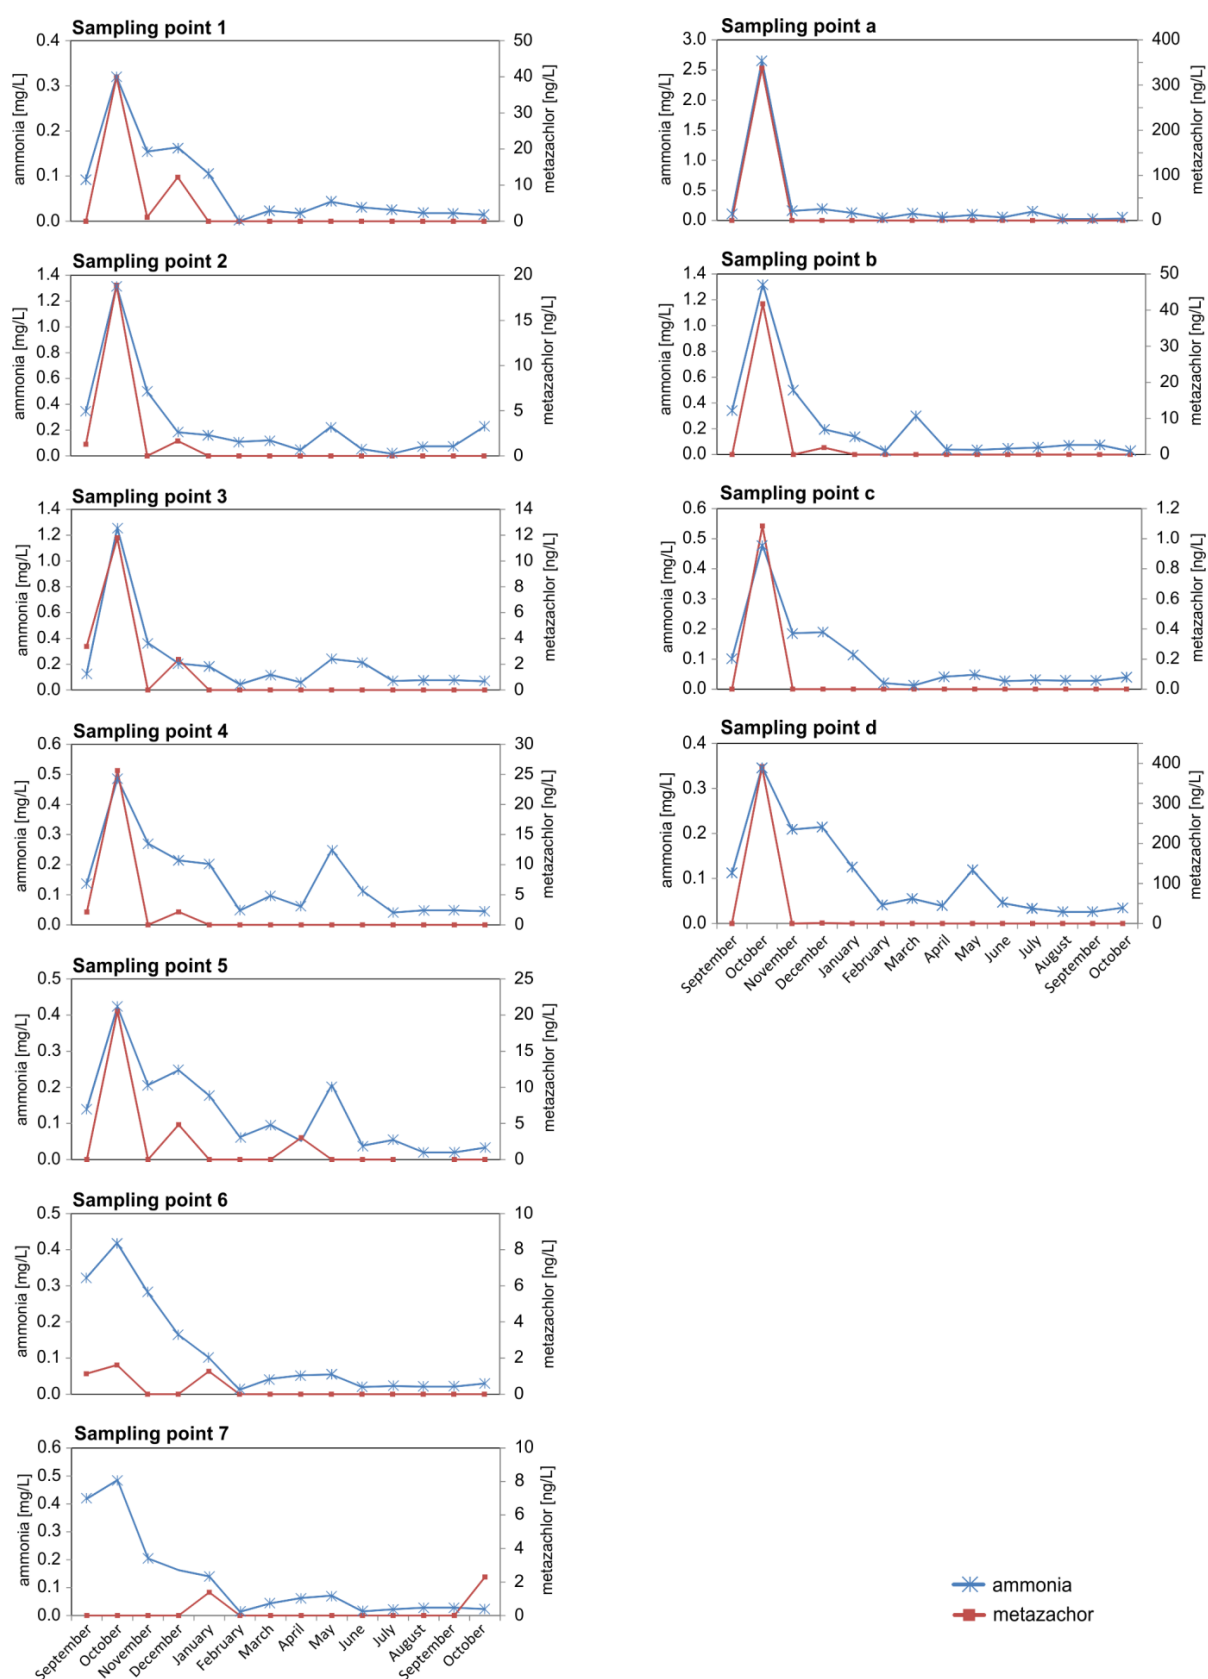 Sampling point 1
ammonia [mg/L]
0.4
0.3
0.2
0.1
0.0
50
40
30
20
10
0
metazachlor [ng/L]
Sampling point 2
ammonia [mg/L]
1.4
1.2
1.0
0.8
0.6
0.4
0.2
0.0
20
15
10
5
0
metazachlor [ng/L]
Sampling point 3
ammonia [mg/L]
1.4
1.2
1.0
0.8
0.6
0.4
0.2
0.0
14
12
10
8
6
4
2
0
metazachlor [ng/L]
Sampling point 4
ammonia [mg/L]
0.6
0.5
0.4
0.3
0.2
0.1
0.0
30
25
20
15
10
5
0
metazachlor [ng/L]
Sampling point 5
ammonia [mg/L]
0.5
0.4
0.3
0.2
0.1
0.0
25
20
15
10
5
0
metazachlor [ng/L]
Sampling point 6
ammonia [mg/L]
0.5
0.4
0.3
0.2
0.1
0.0
10
8
6
4
2
0
metazachlor [ng/L]
Sampling point 7
ammonia [mg/L]
0.6
0.5
0.4
0.3
0.2
0.1
0.0
10
8
6
4
2
0
metazachlor [ng/L]
September
October
November
December
January
February
March
April
May
June
July
August
September
October
Sampling point a
ammonia [mg/L]
3.0
2.5
2.0
1.5
1.0
0.5
0.0
400
300
200
100
0
metazachlor [ng/L]
Sampling point b
ammonia [mg/L]
1.4
1.2
1.0
0.8
0.6
0.4
0.2
0.0
50
40
30
20
10
0
metazachlor [ng/L]
Sampling point c
ammonia [mg/L]
0.6
0.5
0.4
0.3
0.2
0.1
0.0
1.2
1.0
0.8
0.6
0.4
0.2
0.0
metazachlor [ng/L]
Sampling point d
ammonia [mg/L]
0.4
0.3
0.2
0.1
0.0
400
300
200
100
0
metazachlor [ng/L]
September
October
November
December
January
February
March
April
May
June
July
August
September
October
ammonia
metazachor